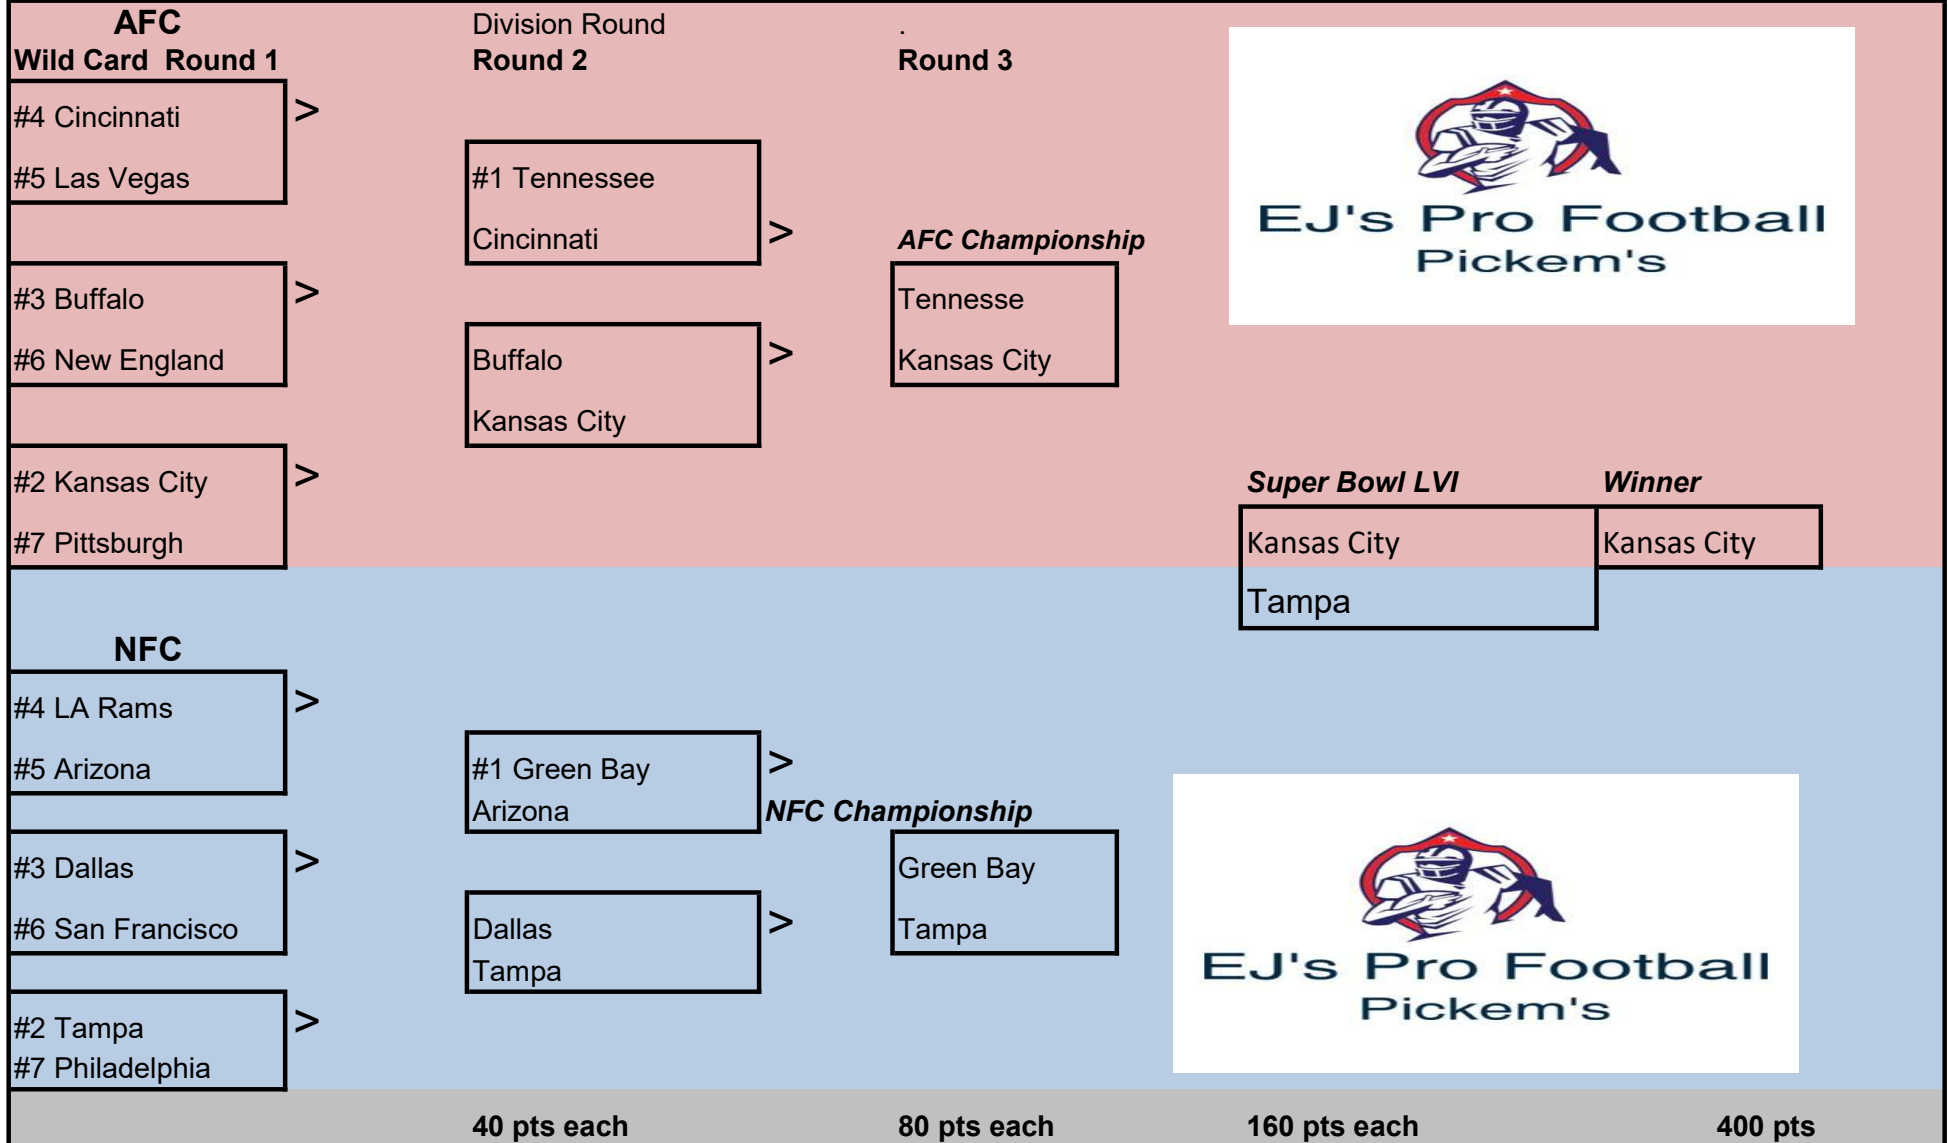 AFC Division Round .
Wild Card  Round 1 Round 2 Round 3
#4 Cincinnati >
#5 Las Vegas #1 Tennessee
Cincinnati > AFC Championship
#3 Buffalo > Tennesse
#6 New England Buffalo > Kansas City
Kansas City
#2 Kansas City > Super Bowl LVI Winner
#7 Pittsburgh Kansas City Kansas City
Tampa
EJ's Pro Football
Pickem's
NFC
#4 LA Rams >
#5 Arizona #1 Green Bay >
Arizona NFC Championship
#3 Dallas > Green Bay
#6 San Francisco Dallas > Tampa
Tampa
#2 Tampa >
#7 Philadelphia
EJ's Pro Football
Pickem's
40 pts each 80 pts each 160 pts each 400 pts